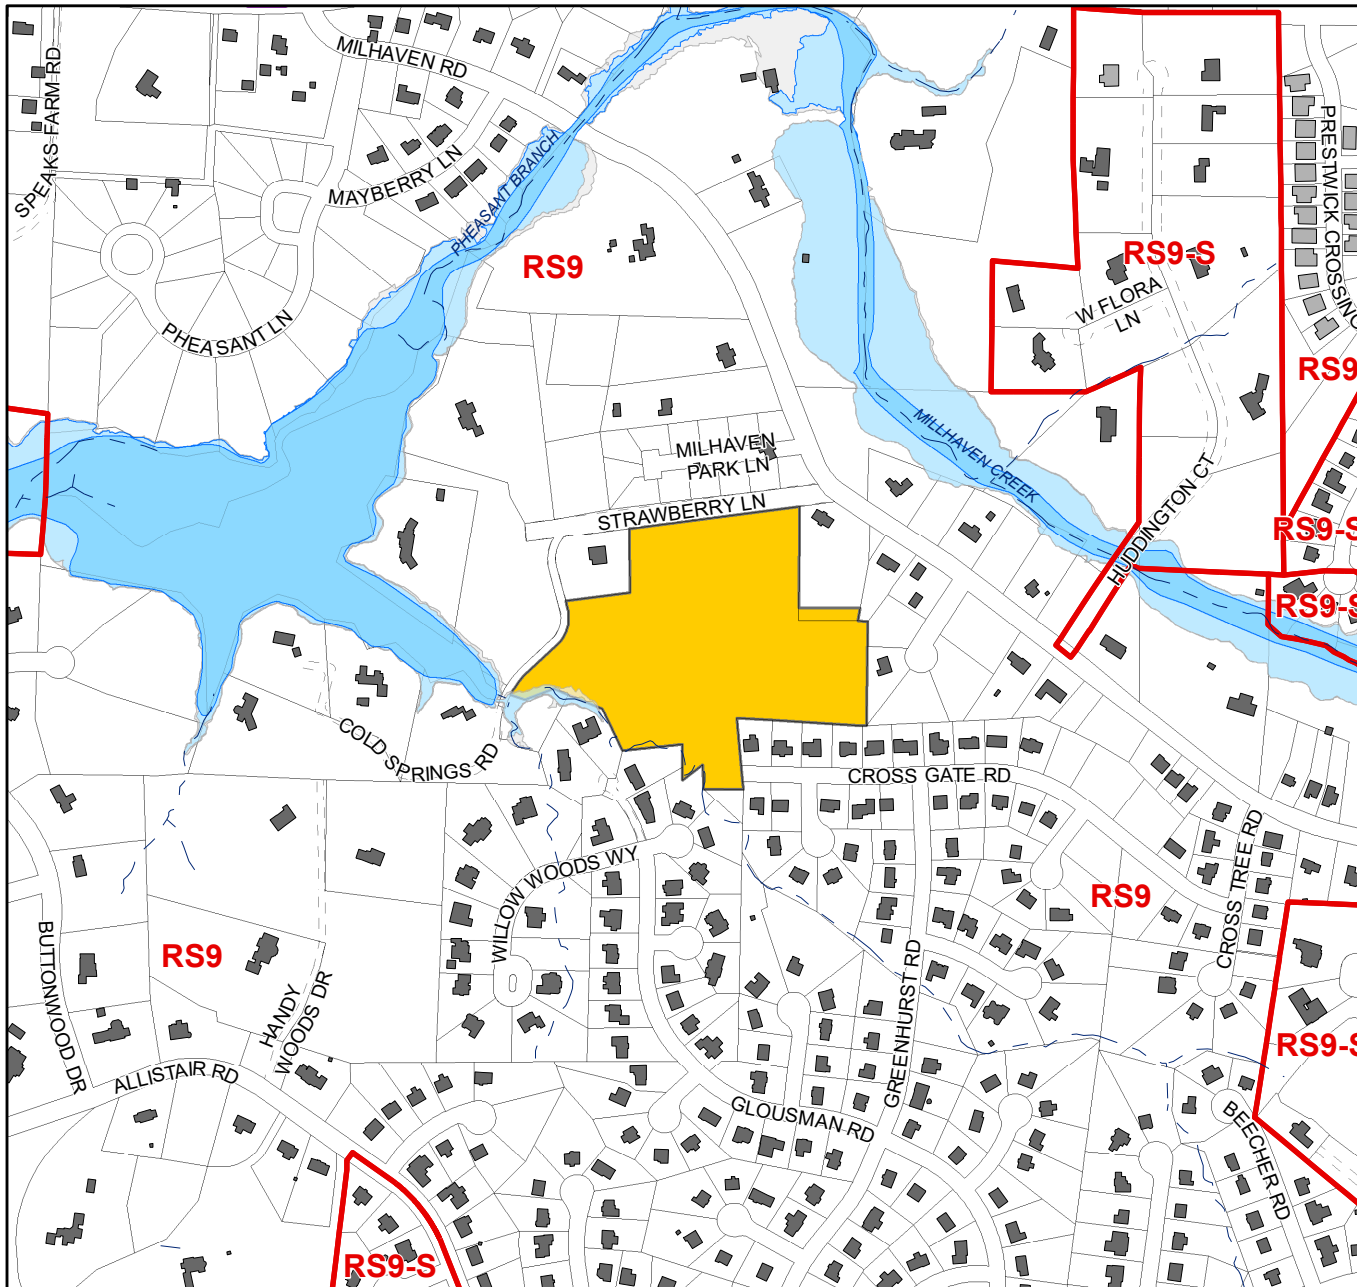 MILHAVEN RD
SPEAKS FARM RD
PRESTWICK CROSSING
PHEASANT BRANCH
MAYBERRY LN
RS9
RS9-S
W FLORA
LN
PHEASANT LN
RS9
MILLHAVEN CREEK
MILHAVEN
PARK LN
STRAWBERRY LN
HUDDINGTON CT
RS9-S
RS9-S
COLD SPRINGS RD
CROSS GATE RD
WILLOW WOODS WY
CROSS TREE RD
RS9
RS9
BUTTONWOOD DR
HANDY
WOODS DR
GREENHURST RD
RS9-S
ALLISTAIR RD
GLOUSMAN RD
BEECHER RD
RS9-S